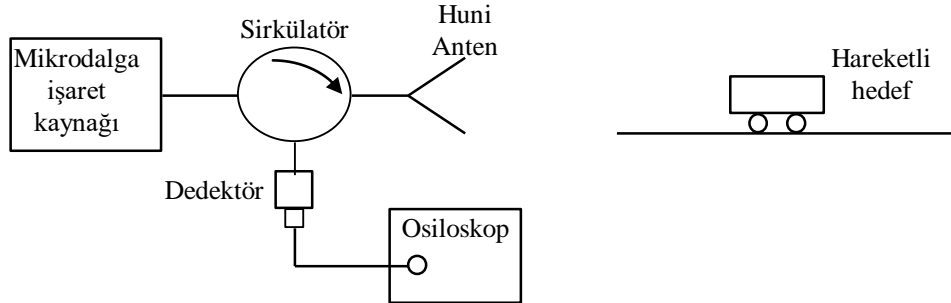 Sirkülatör
Huni
Anten
Mikrodalga
işaret
kaynağı
Hareketli
hedef
Dedektör
Osiloskop